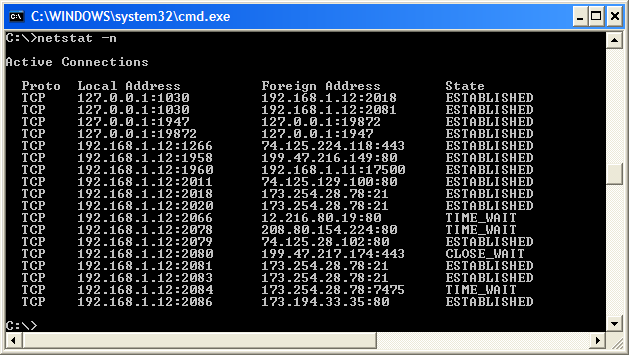 C:\WINDOWS\system32\cmd.exe
C:\>netstat -n
Active Connections
Proto  Local Address          Foreign Address        State
TCP    127.0.0.1:1030         192.168.1.12:2018      ESTABLISHED
TCP    127.0.0.1:1030         192.168.1.12:2081      ESTABLISHED
TCP    127.0.0.1:1947         127.0.0.1:19872        ESTABLISHED
TCP    127.0.0.1:19872        127.0.0.1:1947         ESTABLISHED
TCP    192.168.1.12:1266      74.125.224.118:443     ESTABLISHED
TCP    192.168.1.12:1958      199.47.216.149:80      ESTABLISHED
TCP    192.168.1.12:1960      192.168.1.11:17500     ESTABLISHED
TCP    192.168.1.12:2011      74.125.129.100:80      ESTABLISHED
TCP    192.168.1.12:2018      173.254.28.78:21       ESTABLISHED
TCP    192.168.1.12:2020      173.254.28.78:21       ESTABLISHED
TCP    192.168.1.12:2066      12.216.80.19:80        TIME_WAIT
TCP    192.168.1.12:2078      208.80.154.224:80      TIME_WAIT
TCP    192.168.1.12:2079      74.125.28.102:80       ESTABLISHED
TCP    192.168.1.12:2080      199.47.217.174:443     CLOSE_WAIT
TCP    192.168.1.12:2081      173.254.28.78:21       ESTABLISHED
TCP    192.168.1.12:2083      173.254.28.78:21       ESTABLISHED
TCP    192.168.1.12:2084      173.254.28.78:7475     TIME_WAIT
TCP    192.168.1.12:2086      173.194.33.35:80       ESTABLISHED
C:\>